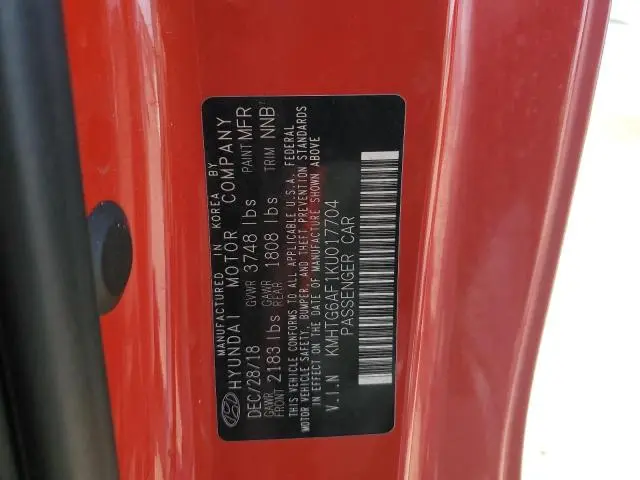 MANUFACTURED IN KOREA BY
HYUNDAI MOTOR COMPANY
DEC/28/18 GVWR 3748 lbs PAINT MFR
GAWR FRONT 2183 lbs GAWR REAR 1808 lbs TRIM NNB
THIS VEHICLE CONFORMS TO ALL APPLICABLE U.S.A. FEDERAL
MOTOR VEHICLE SAFETY, BUMPER, AND THEFT PREVENTION STANDARDS
IN EFFECT ON THE DATE OF MANUFACTURE SHOWN ABOVE
V.I.N KMHTG6AF1KU017704
PASSENGER CAR